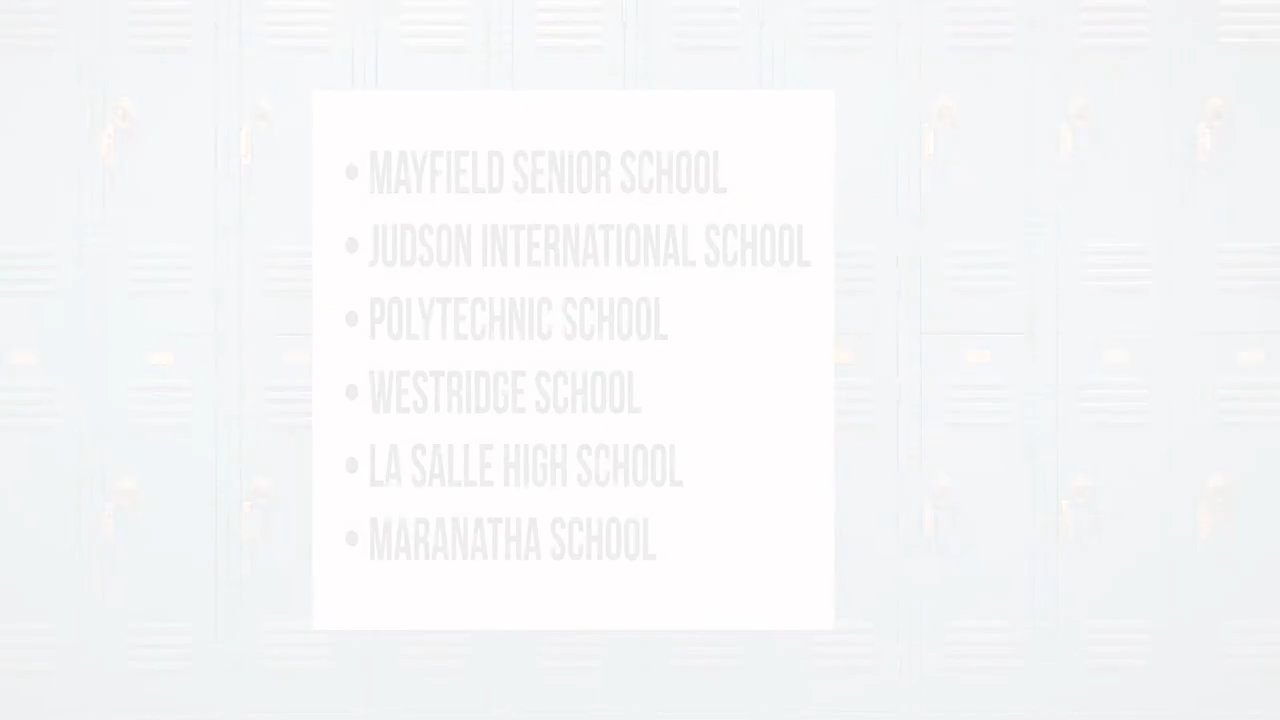 • MAYFIELD SENIOR SCHOOL
• JUDSON INTERNATIONAL SCHOOL
• POLYTECHNIC SCHOOL
• WESTRIDGE SCHOOL
• LA SALLE HIGH SCHOOL
• MARANATHA SCHOOL